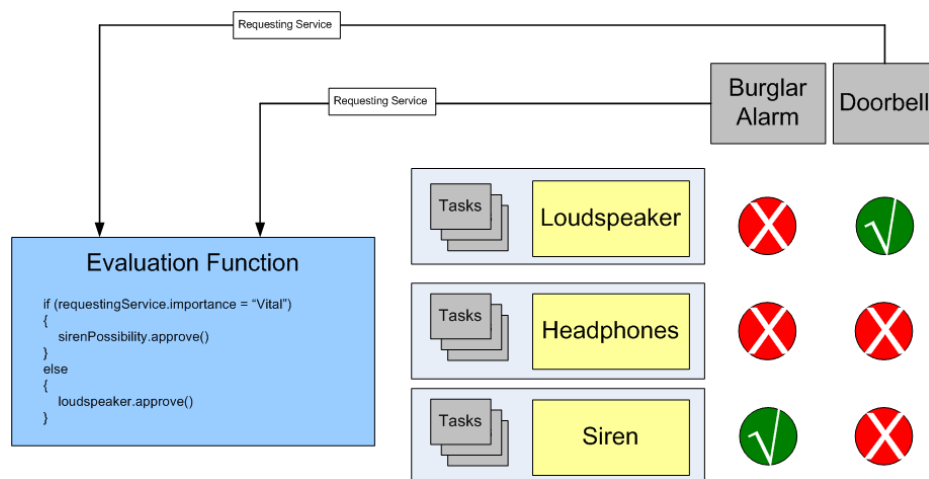 Requesting Service
Requesting Service
Burglar
Alarm
Doorbell
Tasks
Loudspeaker
Evaluation Function
if (requestingService.importance = “Vital”)
{
sirenPossibility.approve()
}
else
{
loudspeaker.approve()
}
Tasks
Headphones
Tasks
Siren